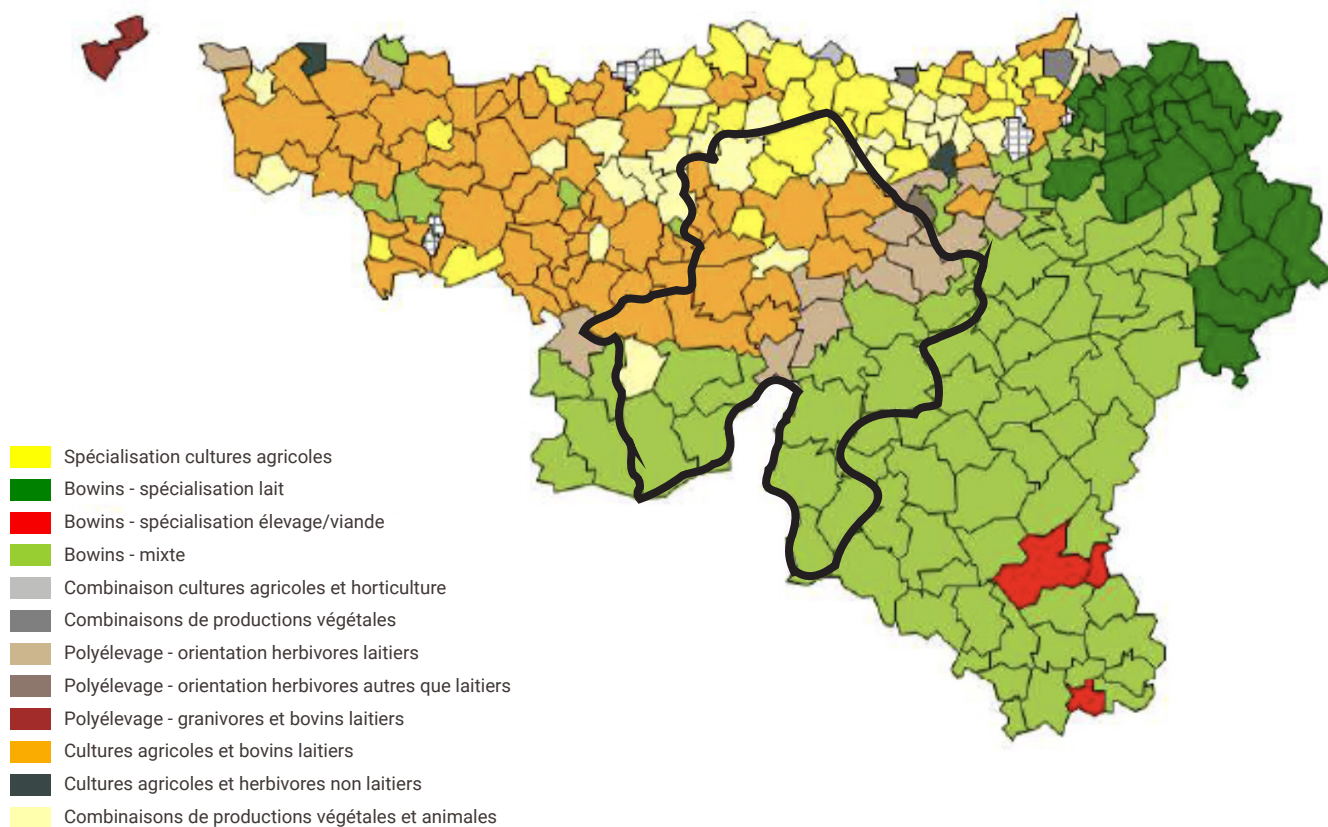 Spécialisation cultures agricoles
Bowins - spécialisation lait
Bowins - spécialisation élevage/viande
Bowins - mixte
Combinaison cultures agricoles et horticulture
Combinaisons de productions végétales
Polyélevage - orientation herbivores laitiers
Polyélevage - orientation herbivores autres que laitiers
Polyélevage - granivores et bovins laitiers
Cultures agricoles et bovins laitiers
Cultures agricoles et herbivores non laitiers
Combinaisons de productions végétales et animales